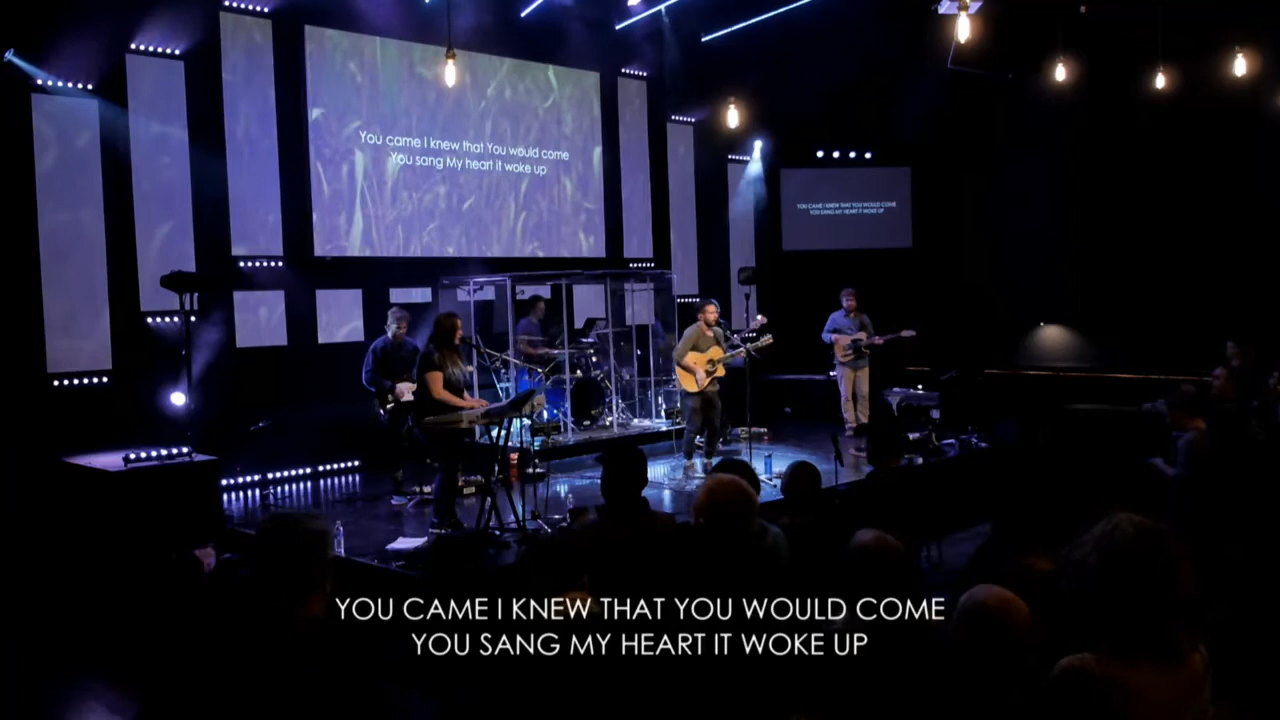 You came I knew that You would come
You sang My heart it woke up
YOU CAME I KNEW THAT YOU WOULD COME
YOU SANG MY HEART IT WOKE UP
YOU CAME I KNEW THAT YOU WOULD COME
YOU SANG MY HEART IT WOKE UP